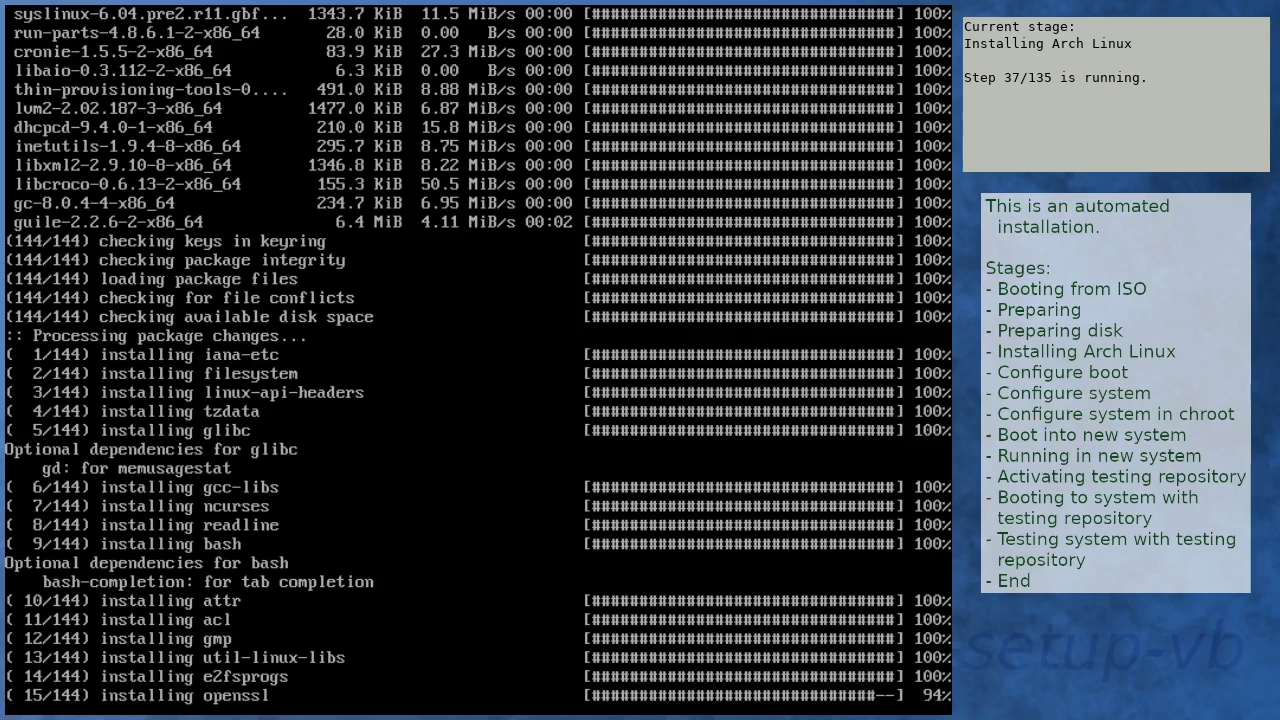 syslinux-6.04.pre2.r11.gbf... 1343.7 KiB 11.5 MiB/s 00:00 [################################] 100%
run-parts-4.8.6.1-2-x86_64 28.0 KiB 0.00 B/s 00:00 [################################] 100%
cronie-1.5.5-2-x86_64 83.9 KiB 27.3 MiB/s 00:00 [################################] 100%
libaio-0.3.112-2-x86_64 6.3 KiB 0.00 B/s 00:00 [################################] 100%
thin-provisioning-tools-0.... 491.0 KiB 8.88 MiB/s 00:00 [################################] 100%
lvm2-2.02.187-3-x86_64 1477.0 KiB 6.87 MiB/s 00:00 [################################] 100%
dhcpcd-9.4.0-1-x86_64 210.0 KiB 15.8 MiB/s 00:00 [################################] 100%
inetutils-1.9.4-8-x86_64 295.7 KiB 8.75 MiB/s 00:00 [################################] 100%
libxml2-2.9.10-8-x86_64 1346.8 KiB 8.22 MiB/s 00:00 [################################] 100%
libcroco-0.6.13-2-x86_64 155.3 KiB 50.5 MiB/s 00:00 [################################] 100%
gc-8.0.4-4-x86_64 234.7 KiB 6.95 MiB/s 00:00 [################################] 100%
guile-2.2.6-2-x86_64 6.4 MiB 4.11 MiB/s 00:02 [################################] 100%
(144/144) checking keys in keyring [################################] 100%
(144/144) checking package integrity [################################] 100%
(144/144) loading package files [################################] 100%
(144/144) checking for file conflicts [################################] 100%
(144/144) checking available disk space [################################] 100%
:: Processing package changes...
( 1/144) installing iana-etc [################################] 100%
( 2/144) installing filesystem [################################] 100%
( 3/144) installing linux-api-headers [################################] 100%
( 4/144) installing tzdata [################################] 100%
( 5/144) installing glibc [################################] 100%
Optional dependencies for glibc
gd: for memusagestat
( 6/144) installing gcc-libs [################################] 100%
( 7/144) installing ncurses [################################] 100%
( 8/144) installing readline [################################] 100%
( 9/144) installing bash [################################] 100%
Optional dependencies for bash
bash-completion: for tab completion
( 10/144) installing attr [################################] 100%
( 11/144) installing acl [################################] 100%
( 12/144) installing gmp [################################] 100%
( 13/144) installing util-linux-libs [################################] 100%
( 14/144) installing e2fsprogs [################################] 100%
( 15/144) installing openssl [##############################--] 94%
Current stage:
Installing Arch Linux
Step 37/135 is running.
This is an automated
installation.
Stages:
- Booting from ISO
- Preparing
- Preparing disk
- Installing Arch Linux
- Configure boot
- Configure system
- Configure system in chroot
- Boot into new system
- Running in new system
- Activating testing repository
- Booting to system with
testing repository
- Testing system with testing
repository
- End
setup-vb